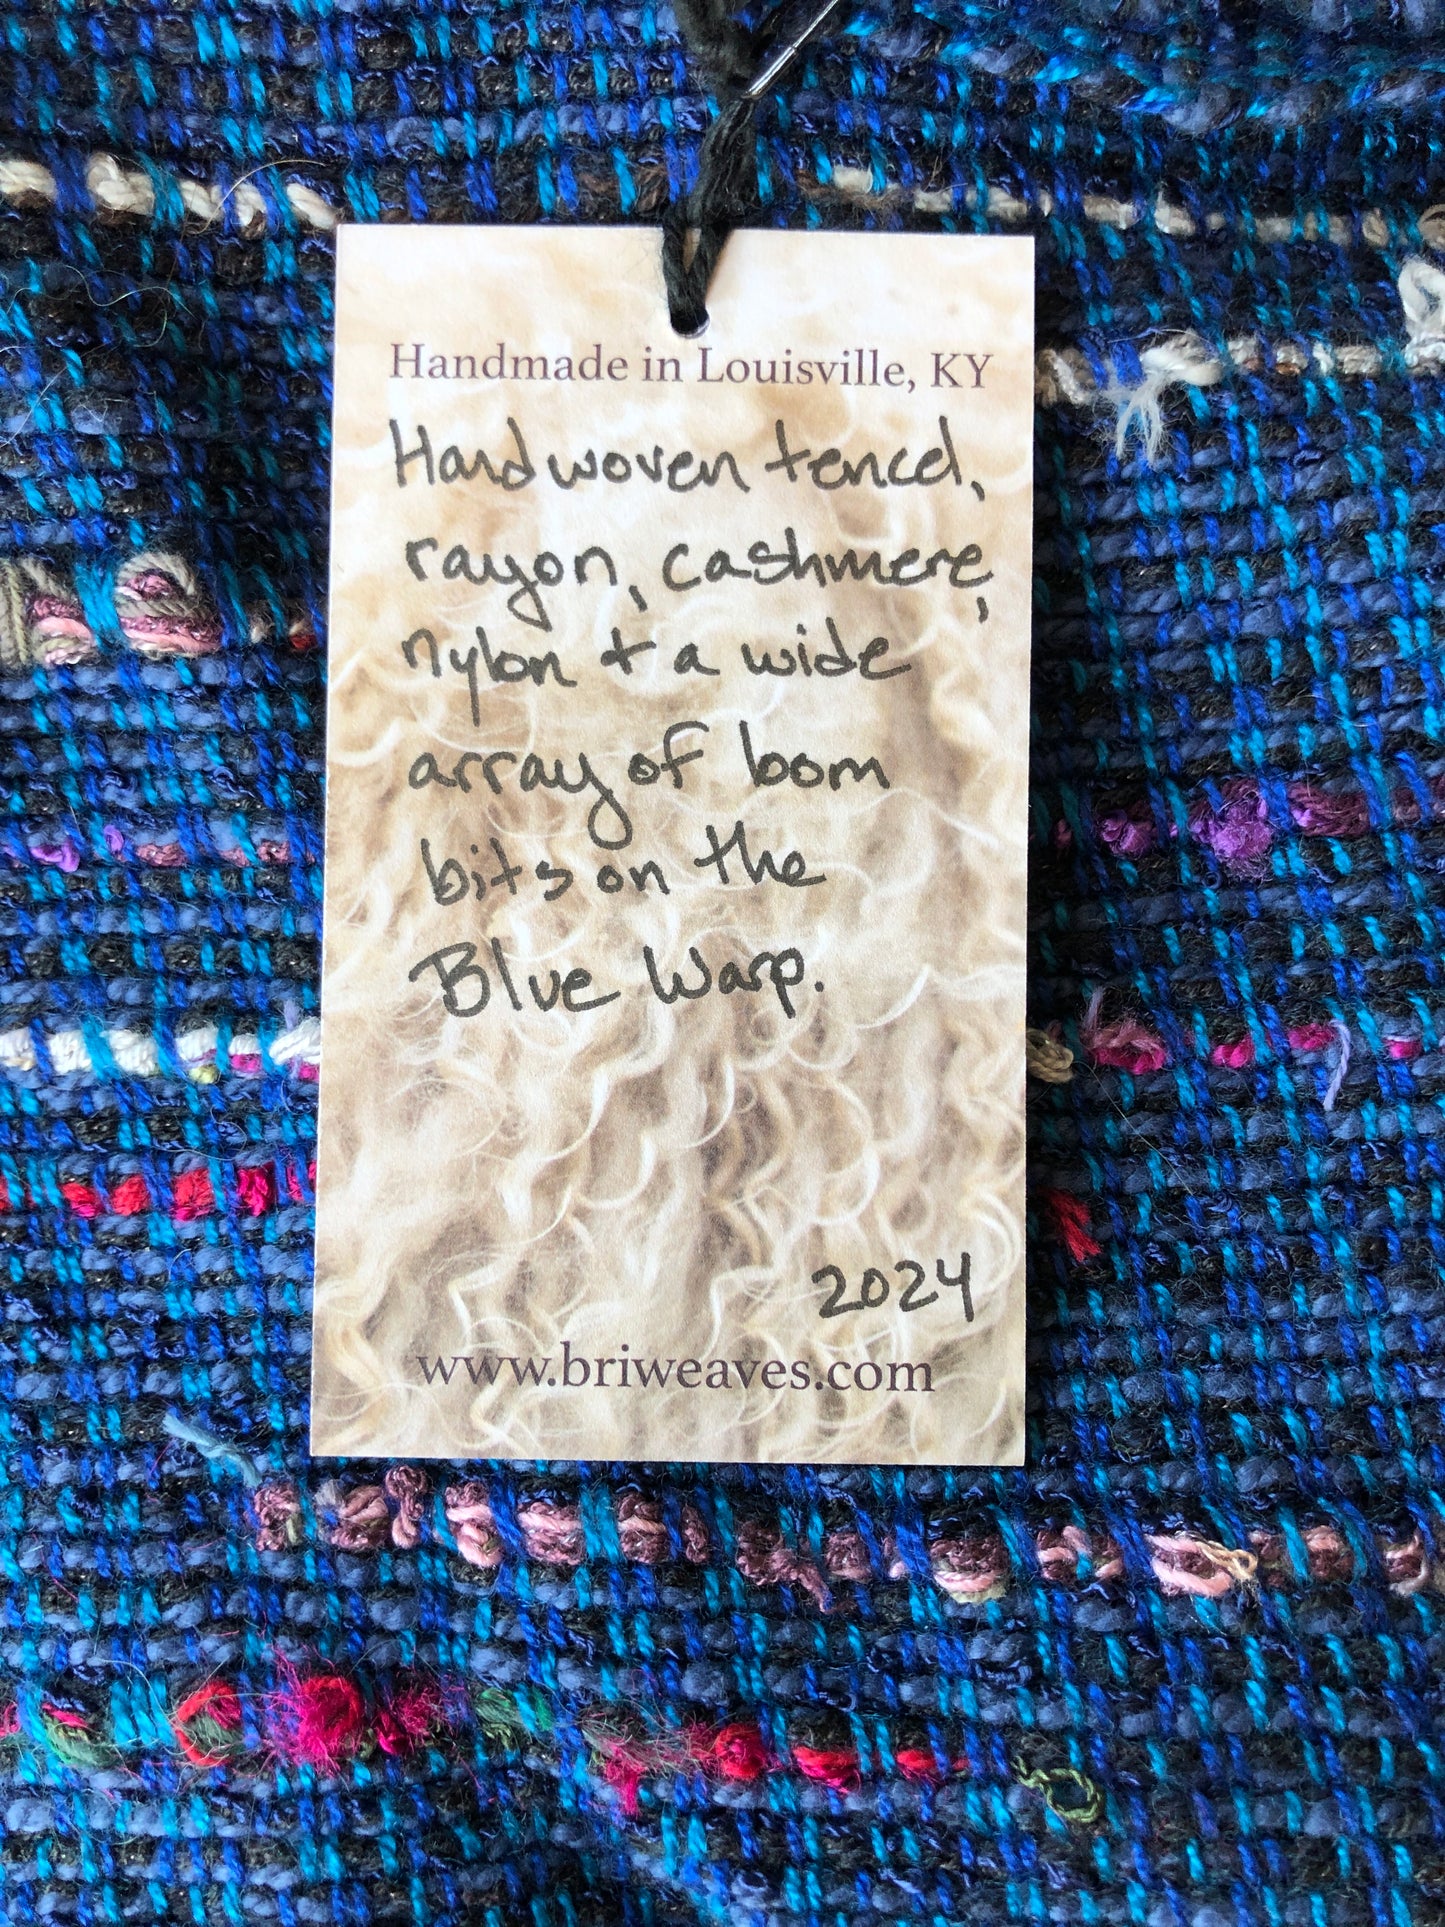 Handmade in Louisville, KY
Handwoven tencel,
rayon, cashmere,
nylon + a wide
array of loom
bits on the
Blue Warp.
2024
www.briweaves.com